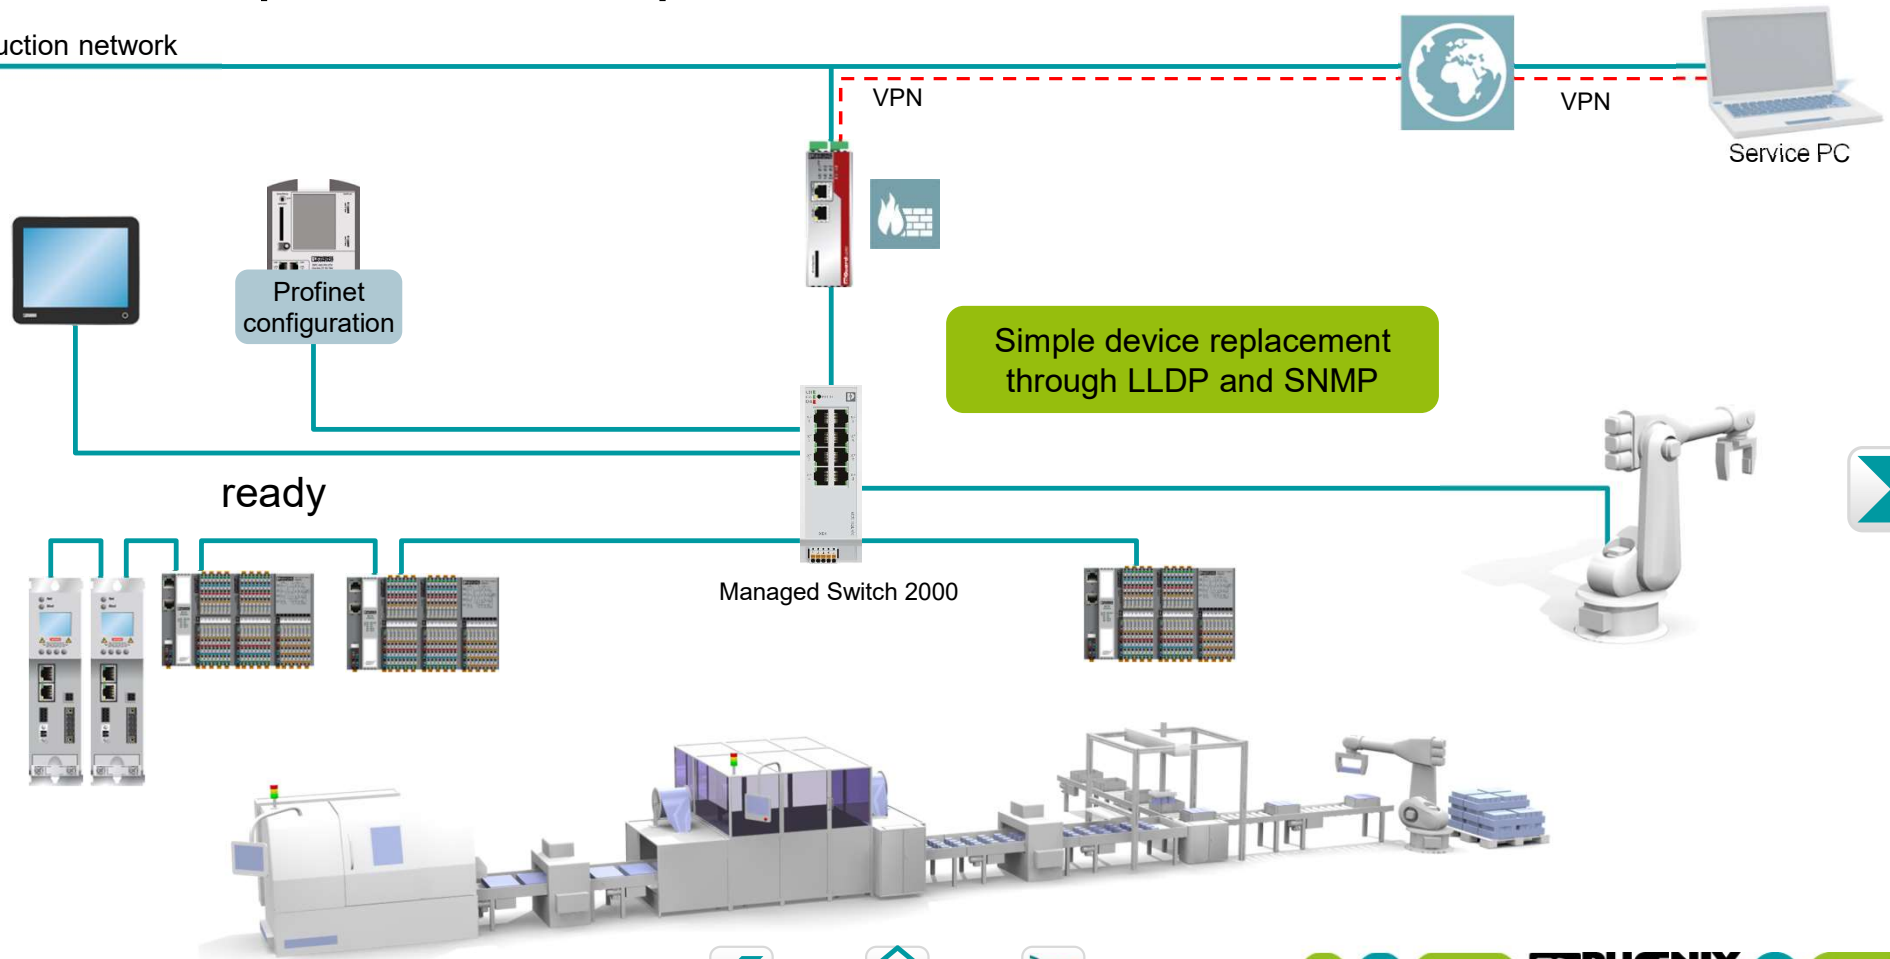 uction network
VPN
VPN
Service PC
Profinet
configuration
Simple device replacement
through LLDP and SNMP
ready
Managed Switch 2000